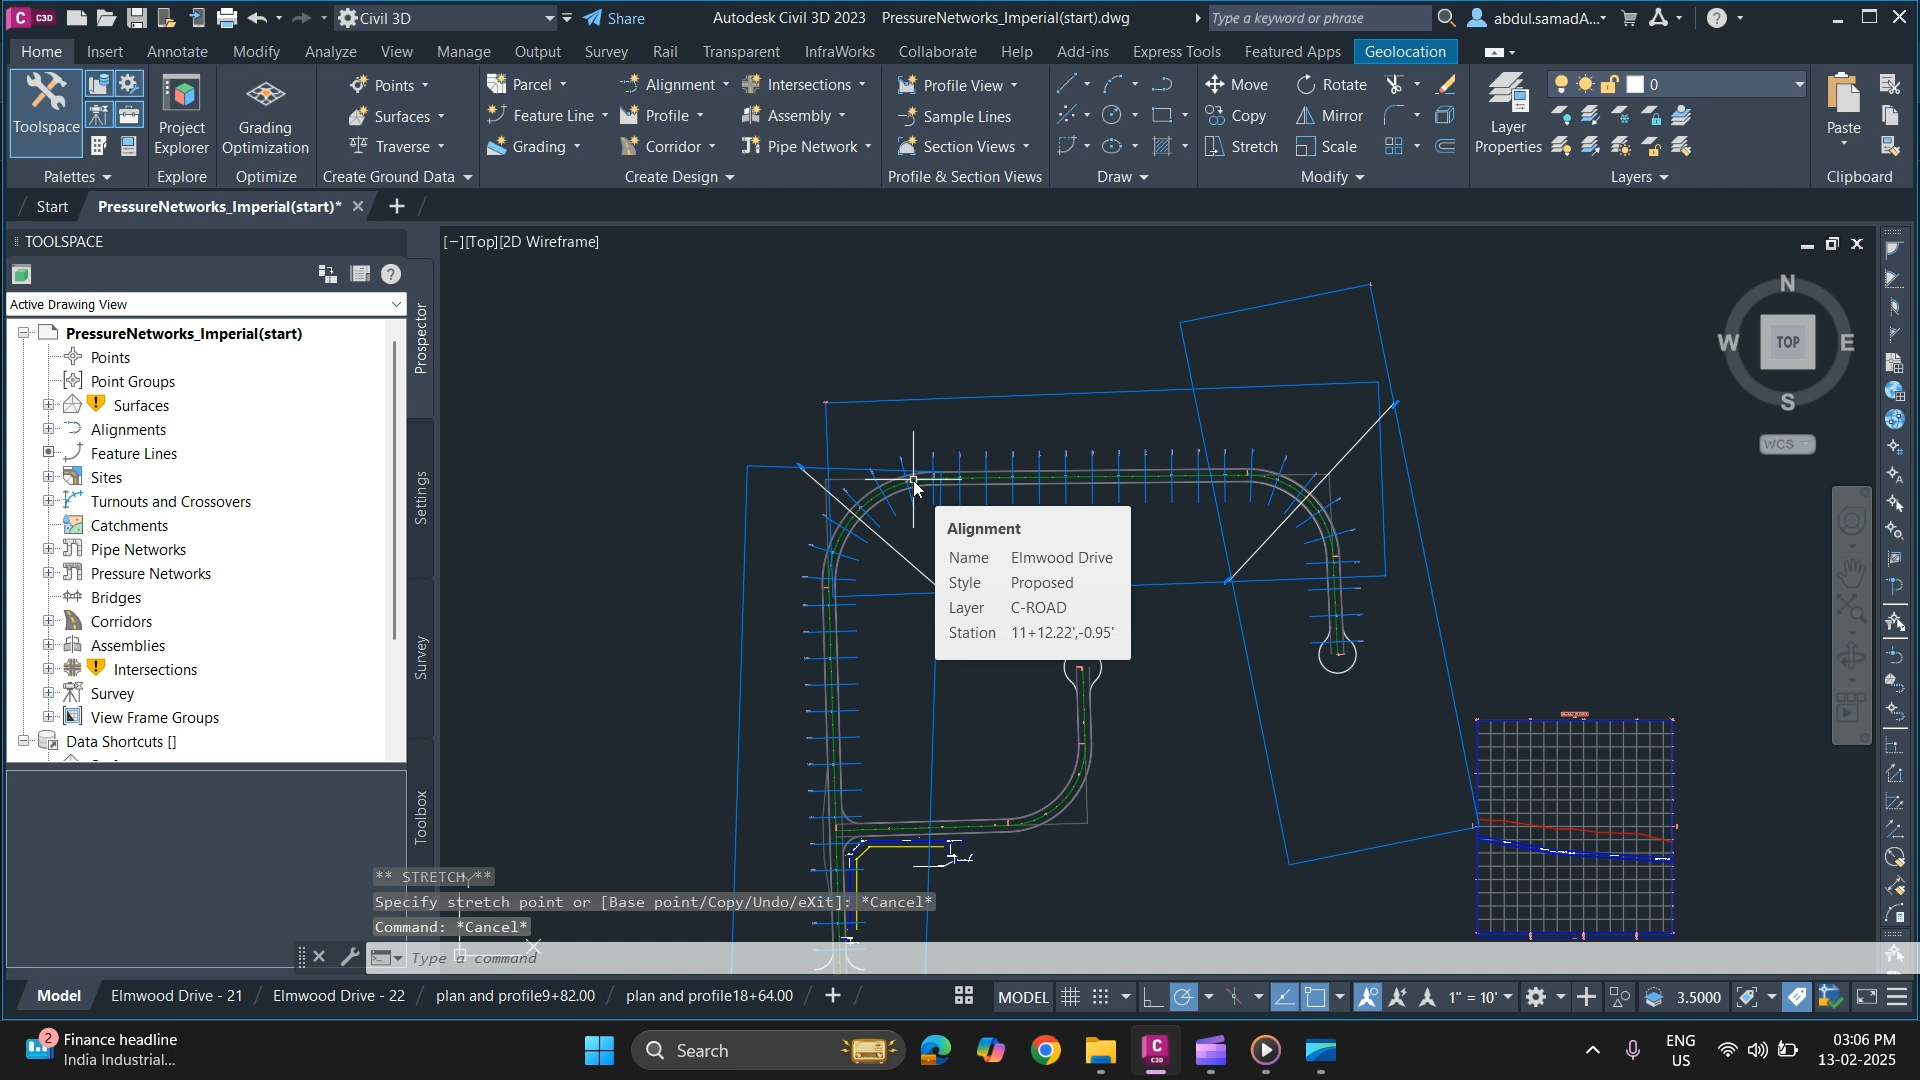 C3D
Civil 3D
Share
Autodesk Civil 3D 2023
PressureNetworks_Imperial(start).dwg
Type a keyword or phrase
abdul.samadA...
Home
Insert
Annotate
Modify
Analyze
View
Manage
Output
Survey
Rail
Transparent
InfraWorks
Collaborate
Help
Add-ins
Express Tools
Featured Apps
Geolocation
Toolspace
Project Explorer
Grading Optimization
Points
Surfaces
Traverse
Parcel
Feature Line
Grading
Alignment
Profile
Corridor
Intersections
Assembly
Pipe Network
Profile View
Sample Lines
Section Views
Move
Rotate
Copy
Mirror
Stretch
Scale
Layer Properties
0
Paste
Palettes
Explore
Optimize
Create Ground Data
Create Design
Profile & Section Views
Draw
Modify
Layers
Clipboard
Start
PressureNetworks_Imperial(start)*
TOOLSPACE
Active Drawing View
PressureNetworks_Imperial(start)
Points
Point Groups
Surfaces
Alignments
Feature Lines
Sites
Turnouts and Crossovers
Catchments
Pipe Networks
Pressure Networks
Bridges
Corridors
Assemblies
Intersections
Survey
View Frame Groups
Data Shortcuts []
Prospector
Settings
Survey
Toolbox
[−][Top][2D Wireframe]
N
W
TOP
E
S
WCS
Alignment
Name Elmwood Drive
Style Proposed
Layer C-ROAD
Station 11+12.22',-0.95'
** STRETCH **
Specify stretch point or [Base point/Copy/Undo/eXit]: *Cancel*
Command: *Cancel*
Type a command
Y
X
Model
Elmwood Drive - 21
Elmwood Drive - 22
plan and profile9+82.00
plan and profile18+64.00
MODEL
1" = 10'
3.5000
2
Finance headline
India Industrial...
Search
C3D
ENG
US
03:06 PM
13-02-2025